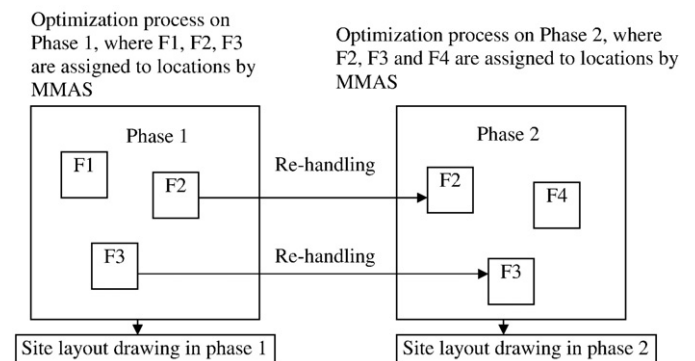 Optimization process on
Phase 1, where F1, F2, F3
are assigned to locations by
MMAS
Optimization process on Phase 2, where
F2, F3 and F4 are assigned to locations by
MMAS
Phase 1
F1
F2
F3
Re-handling
Re-handling
Phase 2
F2
F4
F3
Site layout drawing in phase 1
Site layout drawing in phase 2